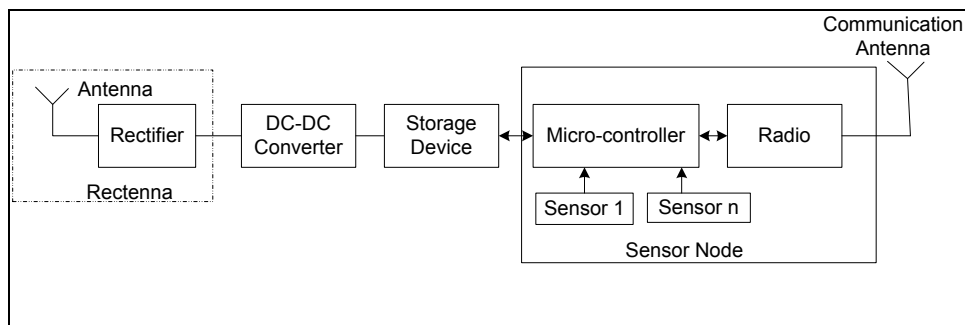 Communication
Antenna
Antenna
Rectifier
Rectenna
DC-DC
Converter
Storage
Device
Micro-controller
Radio
Sensor 1
Sensor n
Sensor Node